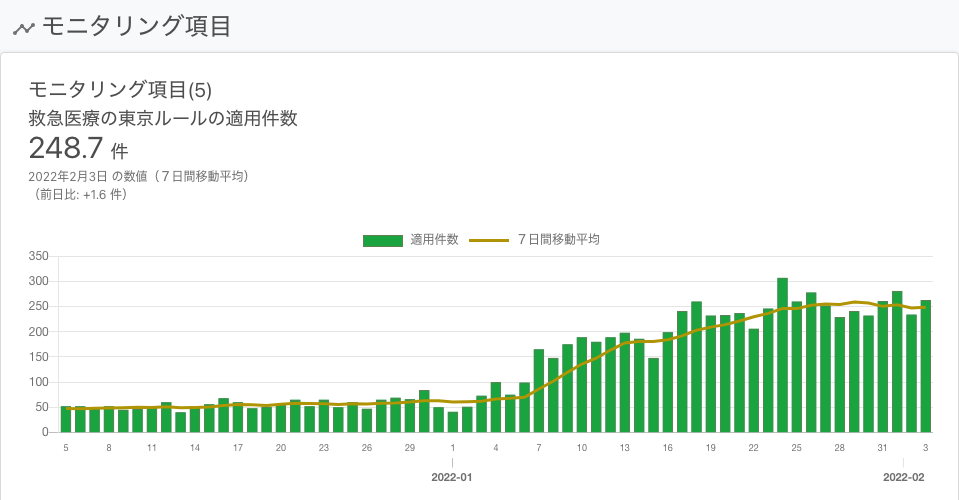 モニタリング項目
モニタリング項目(5)
救急医療の東京ルールの適用件数
248.7 件
2022年2月3日 の数値（７日間移動平均）
（前日比: +1.6 件）
適用件数 ７日間移動平均
350
300
250
200
150
100
50
0
5 8 11 14 17 20 23 26 29 1 4 7 10 13 16 19 22 25 28 31 3
2022-01 2022-02